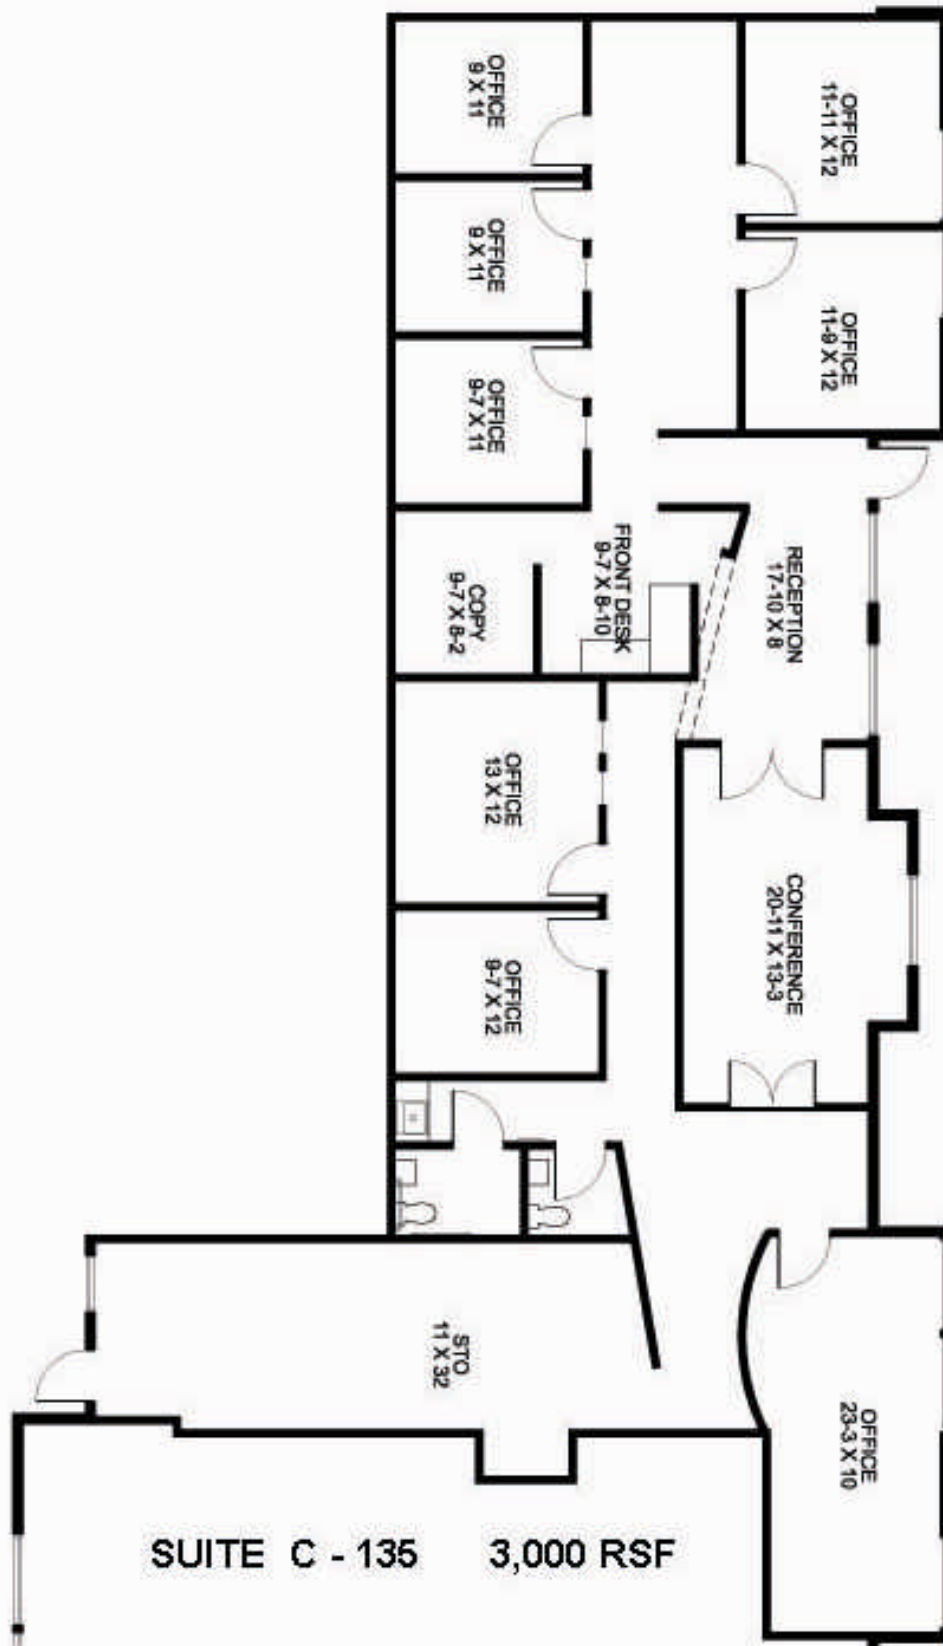 OFFICE
9 X 11
OFFICE
11-11 X 12
OFFICE
9 X 11
OFFICE
11-9 X 12
OFFICE
9-7 X 11
RECEPTION
17-10 X 8
FRONT DESK
9-7 X 8-10
COPY
9-7 X 8-2
OFFICE
13 X 12
CONFERENCE
20-11 X 13-3
OFFICE
9-7 X 12
STO
11 X 32
OFFICE
23-3 X 10
SUITE C - 135 3,000 RSF